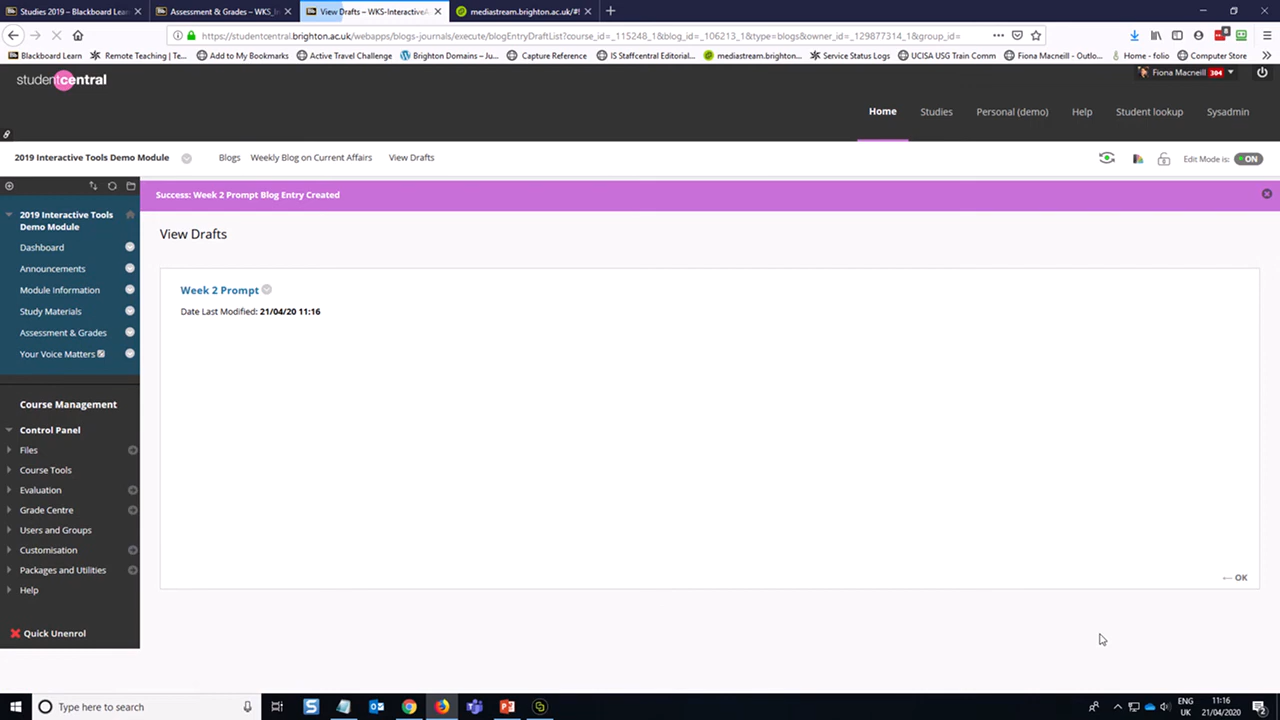 Studies 2019 – Blackboard Lear
Assessment & Grades – WKS_I
View Drafts – WKS-InteractiveA
mediastream.brighton.ac.uk/#!
https://studentcentral.brighton.ac.uk/webapps/blogs-journals/execute/blogEntryDraftList?course_id=_115248_1&blog_id=_106213_1&type=blogs&owner_id=_129877314_1&group_id=
Blackboard Learn
Remote Teaching | Te...
Add to My Bookmarks
Active Travel Challenge
Brighton Domains – Ju...
Capture Reference
IS Staffcentral Editorial...
mediastream.brighton...
Service Status Logs
UCISA USG Train Comm
Fiona Macneill - Outlo...
Home - folio
Computer Store
studentcentral
Fiona Macneill 304
Home
Studies
Personal (demo)
Help
Student lookup
Sysadmin
2019 Interactive Tools Demo Module
Blogs
Weekly Blog on Current Affairs
View Drafts
Edit Mode is: ON
Success: Week 2 Prompt Blog Entry Created
2019 Interactive Tools
Demo Module
Dashboard
Announcements
Module Information
Study Materials
Assessment & Grades
Your Voice Matters
Course Management
Control Panel
Files
Course Tools
Evaluation
Grade Centre
Users and Groups
Customisation
Packages and Utilities
Help
Quick Unenrol
View Drafts
Week 2 Prompt
Date Last Modified: 21/04/20 11:16
← OK
Type here to search
ENG
UK
11:16
21/04/2020
2